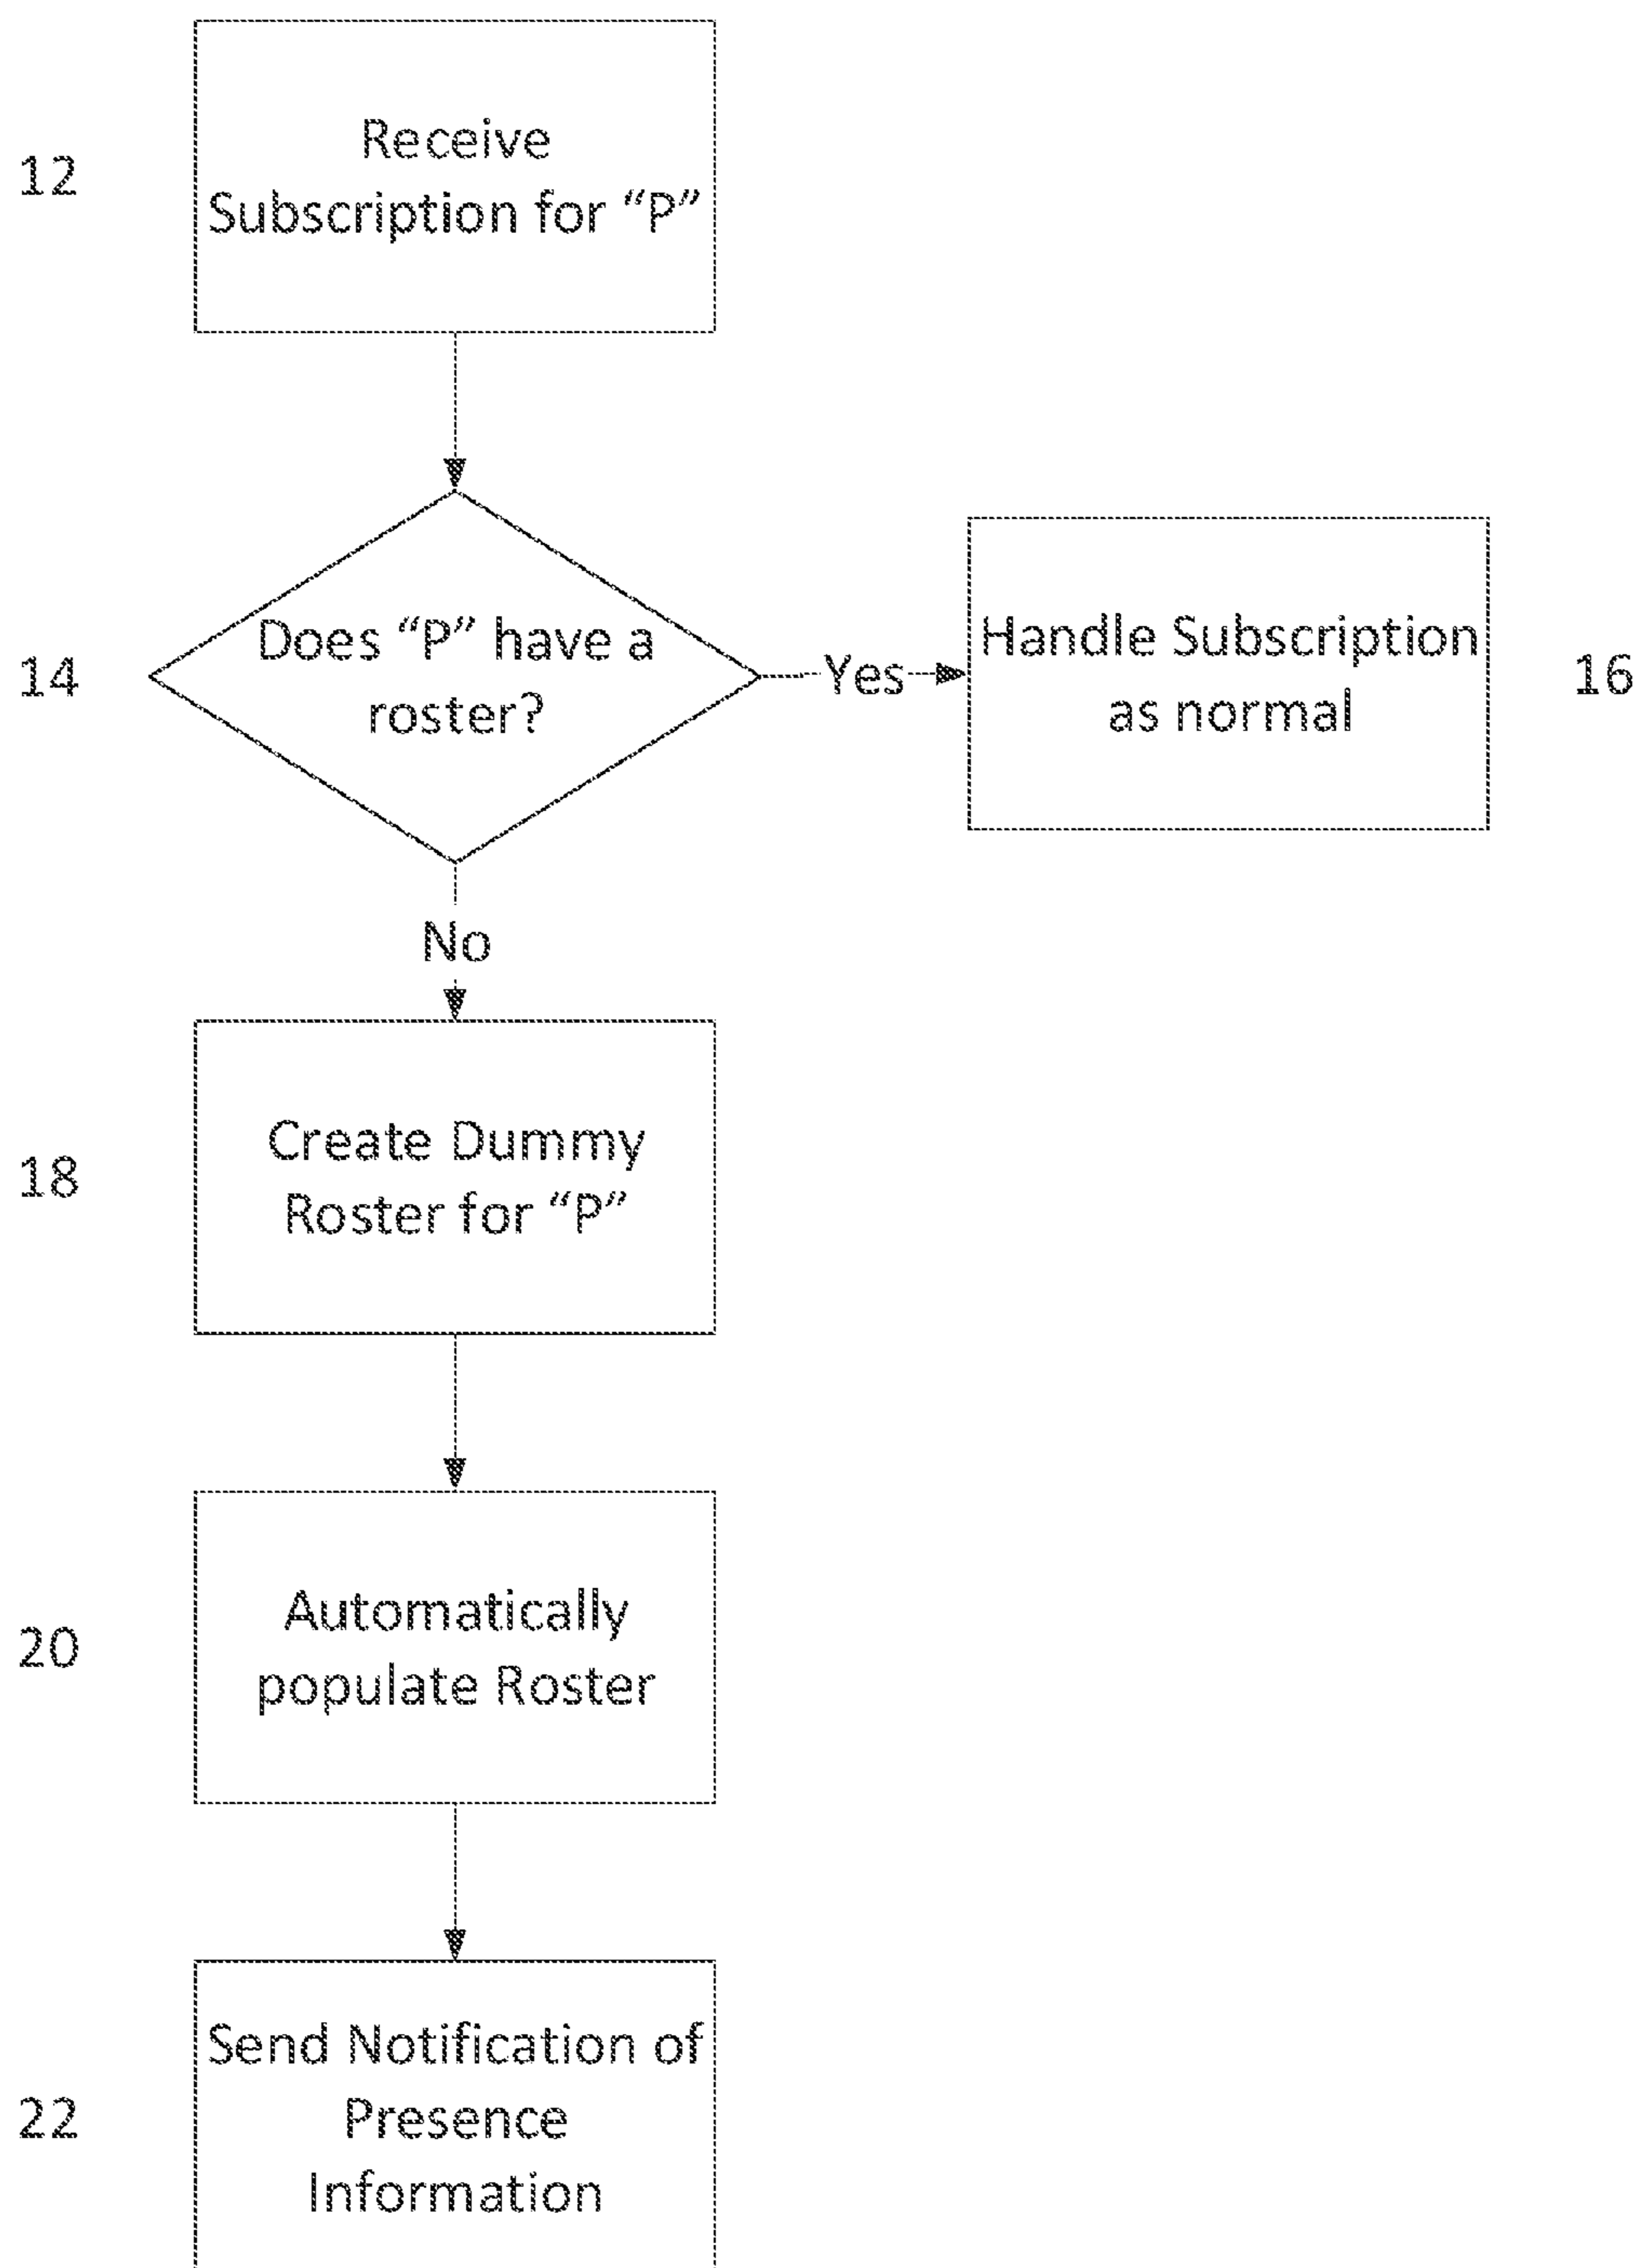 12
Receive
Subscription for “P”
14
Does “P” have a
roster?
Yes
Handle Subscription
as normal
16
No
18
Create Dummy
Roster for “P”
20
Automatically
populate Roster
22
Send Notification of
Presence
Information